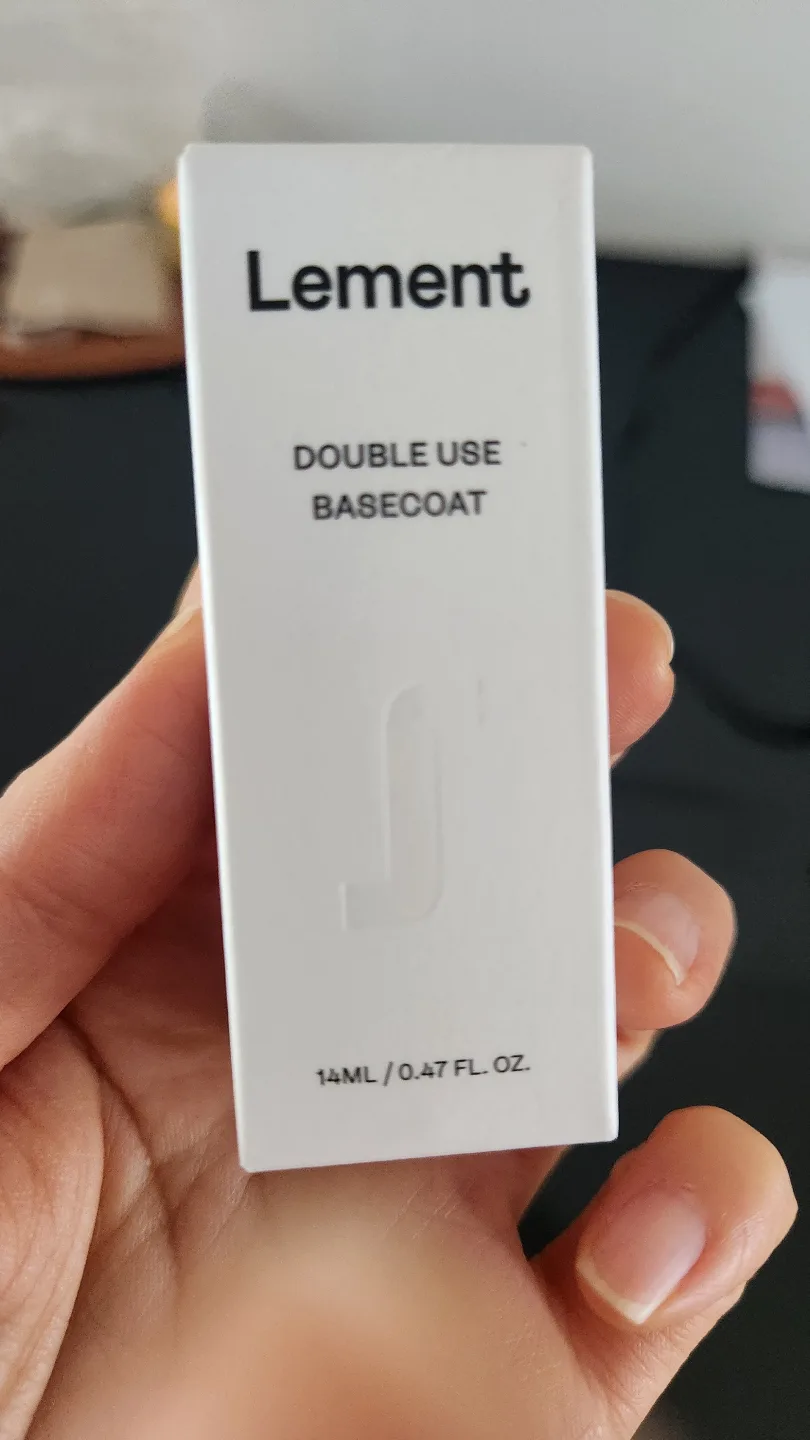 Lement
DOUBLE USE
BASECOAT
14ML / 0.47 FL. OZ.